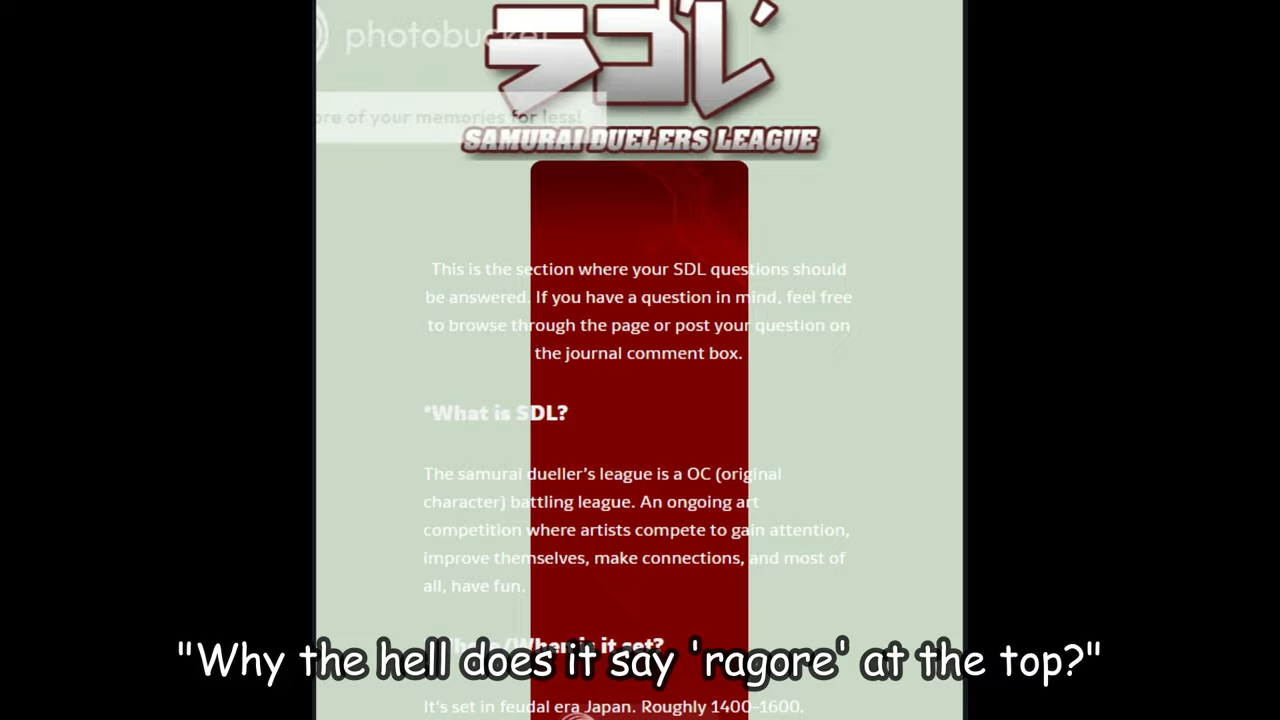 photobucket
ラゴレ゛
ore of your memories for less!
SAMURAI DUELERS LEAGUE
This is the section where your SDL questions should
be answered. If you have a question in mind, feel free
to browse through the page or post your question on
the journal comment box.
*What is SDL?
The samurai dueller's league is a OC (original
character) battling league. An ongoing art
competition where artists compete to gain attention,
improve themselves, make connections, and most of
all, have fun.
is it set?
"Why the hell does it say 'ragore' at the top?"
It's set in feudal era Japan. Roughly 1400-1600.